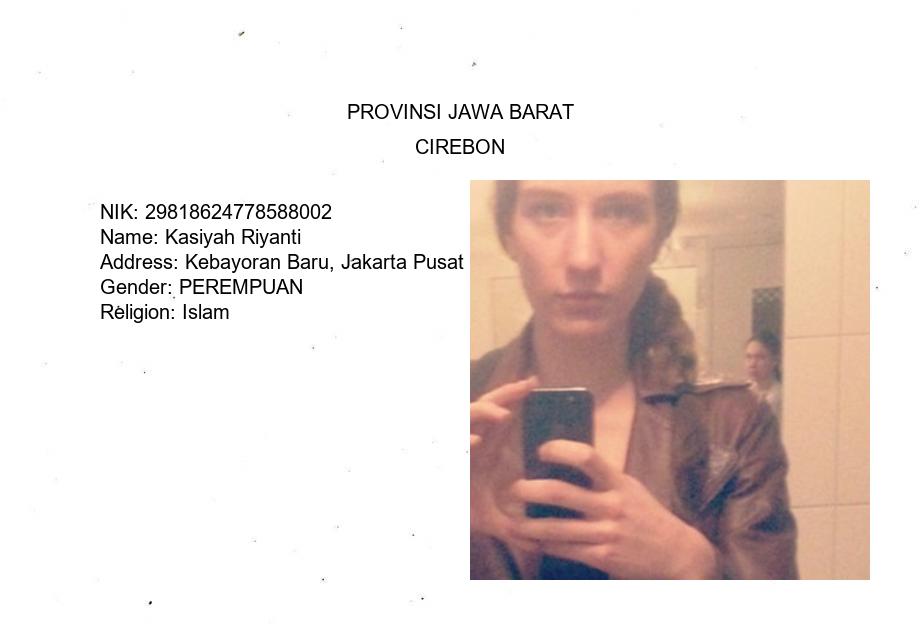 PROVINSI JAWA BARAT
CIREBON
NIK: 29818624778588002
Name: Kasiyah Riyanti
Address: Kebayoran Baru, Jakarta Pusat
Gender: PEREMPUAN
Religion: Islam